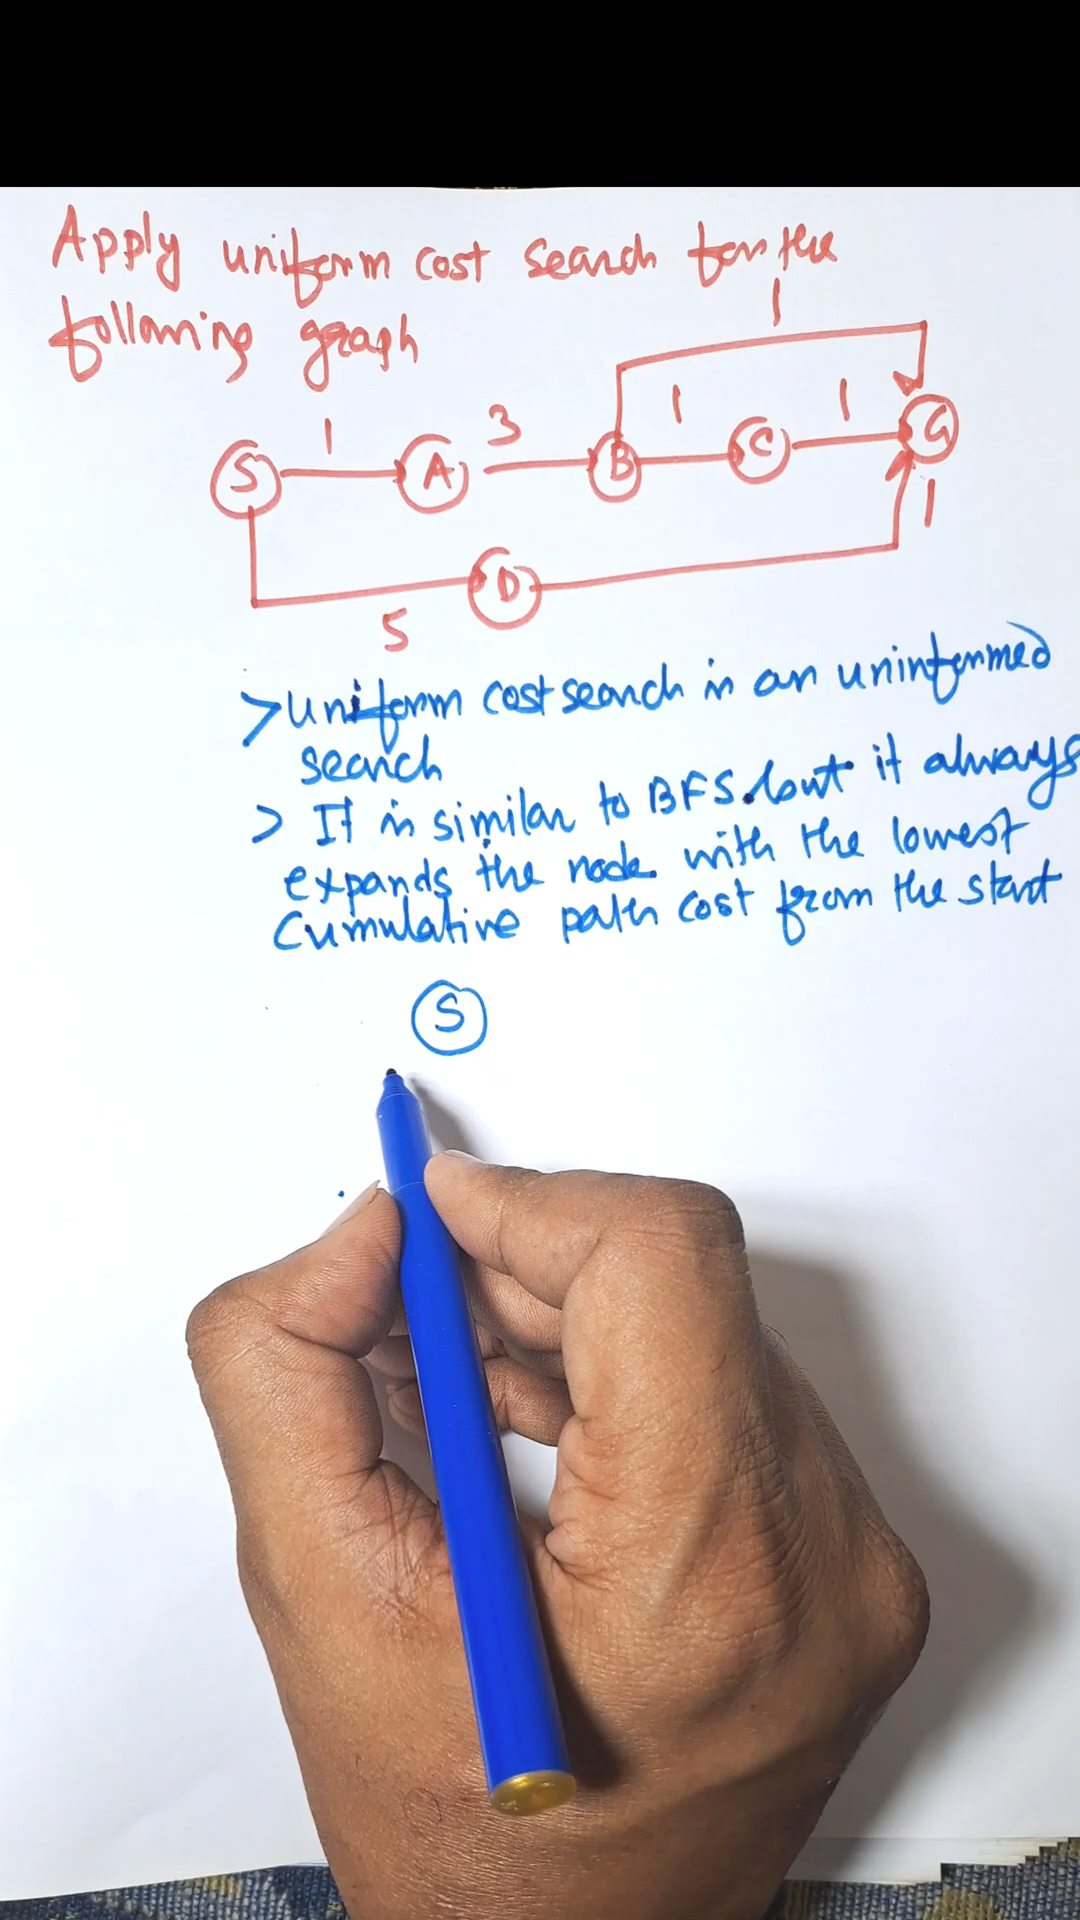 Apply uniform cost search for the
following graph
1
1 3 1 1
S A B C G
1
D
5
> Uniform cost search is an uninformed
search
> It is similar to BFS. but it always
expands the node with the lowest
Cumulative path cost from the start
S